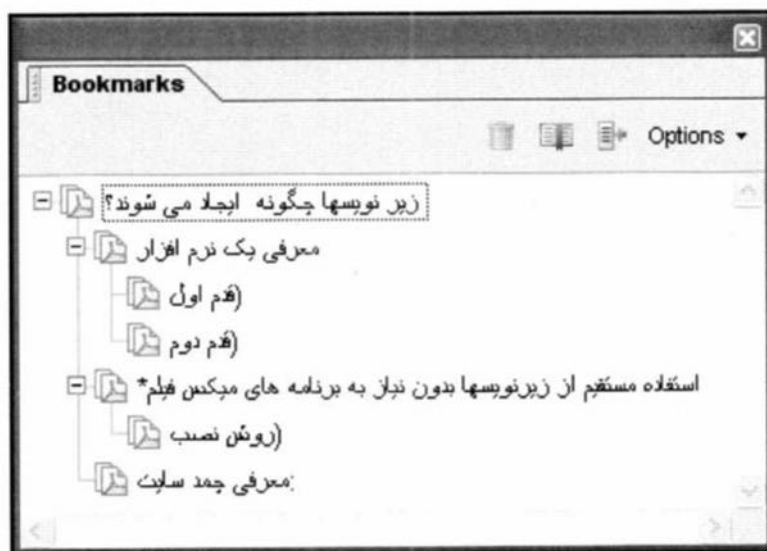 Bookmarks
Options
زیر نویسها چگونه ایجاد می شوند؟
معرفی یک نرم افزار
(قدم اول
(قدم دوم
استفاده مستقیم از زیرنویسها بدون نیاز به برنامه های میکس فیلم*
(روش نصب
معرفی چمد سایت: